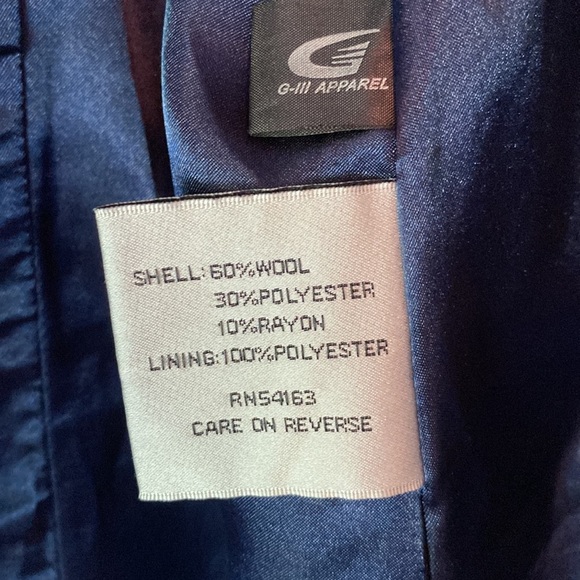 G-III APPAREL
SHELL:60%WOOL
30%POLYESTER
10%RAYON
LINING:100%POLYESTER
RN54163
CARE ON REVERSE